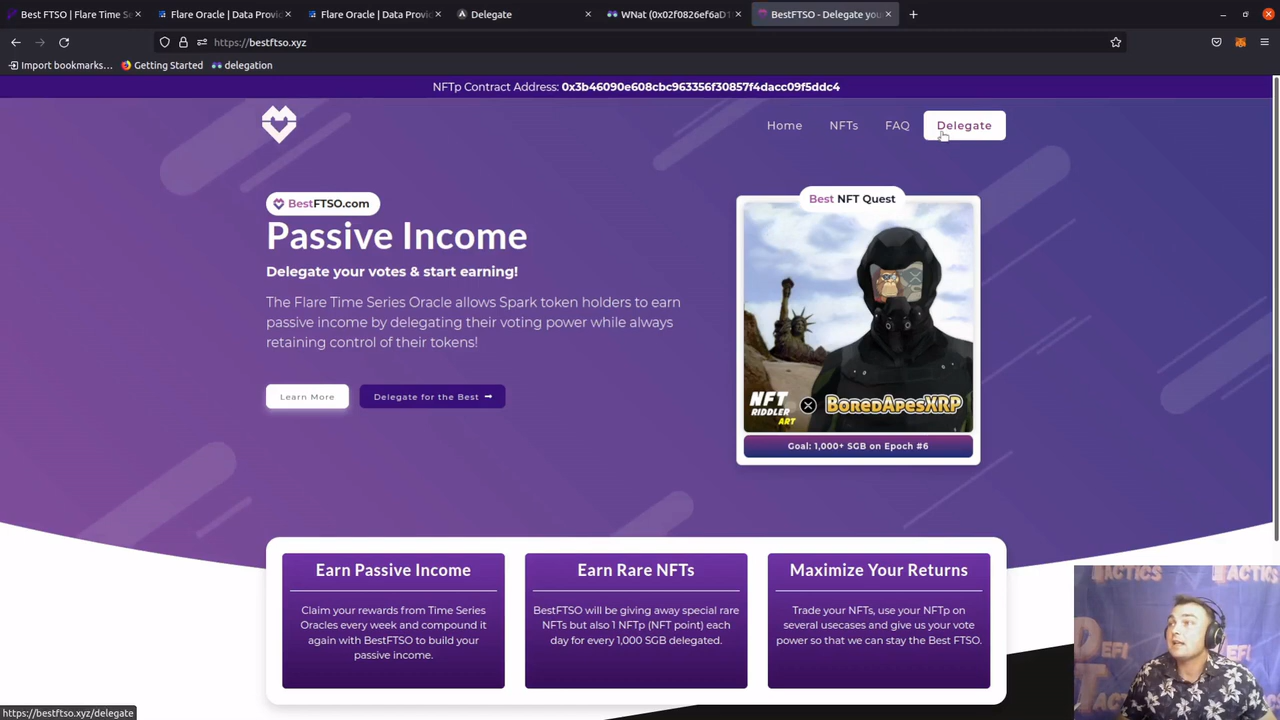 Best FTSO | Flare Time Se
Flare Oracle | Data Provid
Flare Oracle | Data Provid
Delegate
WNat (0x02f0826ef6aD1
BestFTSO - Delegate you
https://bestftso.xyz
Import bookmarks...
Getting Started
delegation
NFTp Contract Address: 0x3b46090e608cbc963356f30857f4dacc09f5ddc4
Home
NFTs
FAQ
Delegate
BestFTSO.com
Passive Income
Delegate your votes & start earning!
The Flare Time Series Oracle allows Spark token holders to earn
passive income by delegating their voting power while always
retaining control of their tokens!
Learn More
Delegate for the Best
Best NFT Quest
NFT
RIDDLER
ART
BoredApesXRP
Goal: 1,000+ SGB on Epoch #6
Earn Passive Income
Claim your rewards from Time Series
Oracles every week and compound it
again with BestFTSO to build your
passive income.
Earn Rare NFTs
BestFTSO will be giving away special rare
NFTs but also 1 NFTp (NFT point) each
day for every 1,000 SGB delegated.
Maximize Your Returns
Trade your NFTs, use your NFTp on
several usecases and give us your vote
power so that we can stay the Best FTSO.
https://bestftso.xyz/delegate